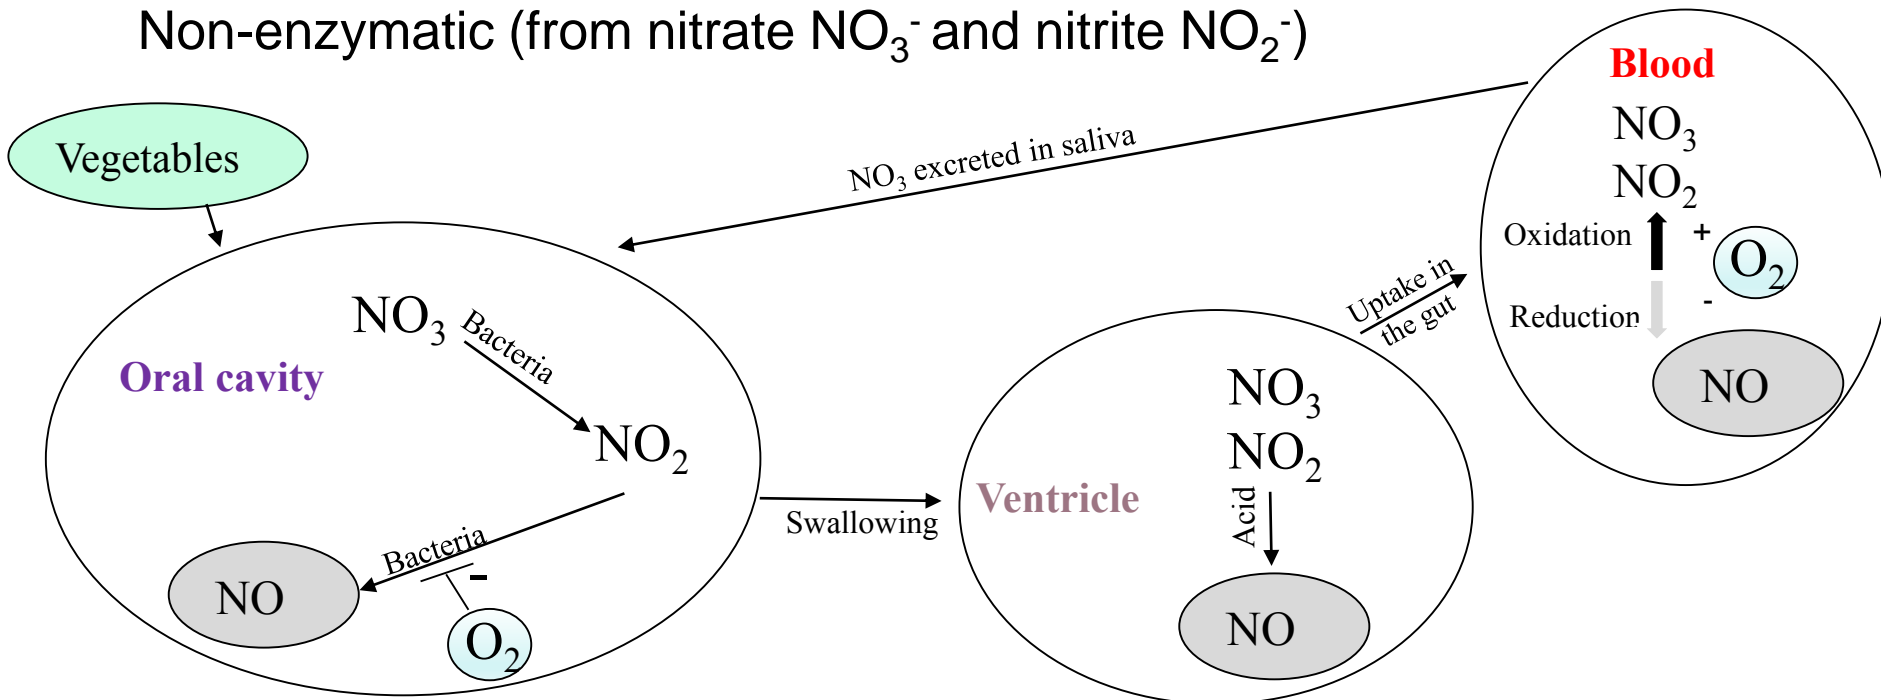 Non-enzymatic (from nitrate NO₃⁻ and nitrite NO₂⁻)
Vegetables
NO₃ excreted in saliva
Oral cavity
NO₃
Bacteria
NO₂
Bacteria
-
NO
O₂
Swallowing
Ventricle
NO₃
NO₂
Acid
NO
Uptake in
the gut
Blood
NO₃
NO₂
Oxidation
+
O₂
Reduction
-
NO